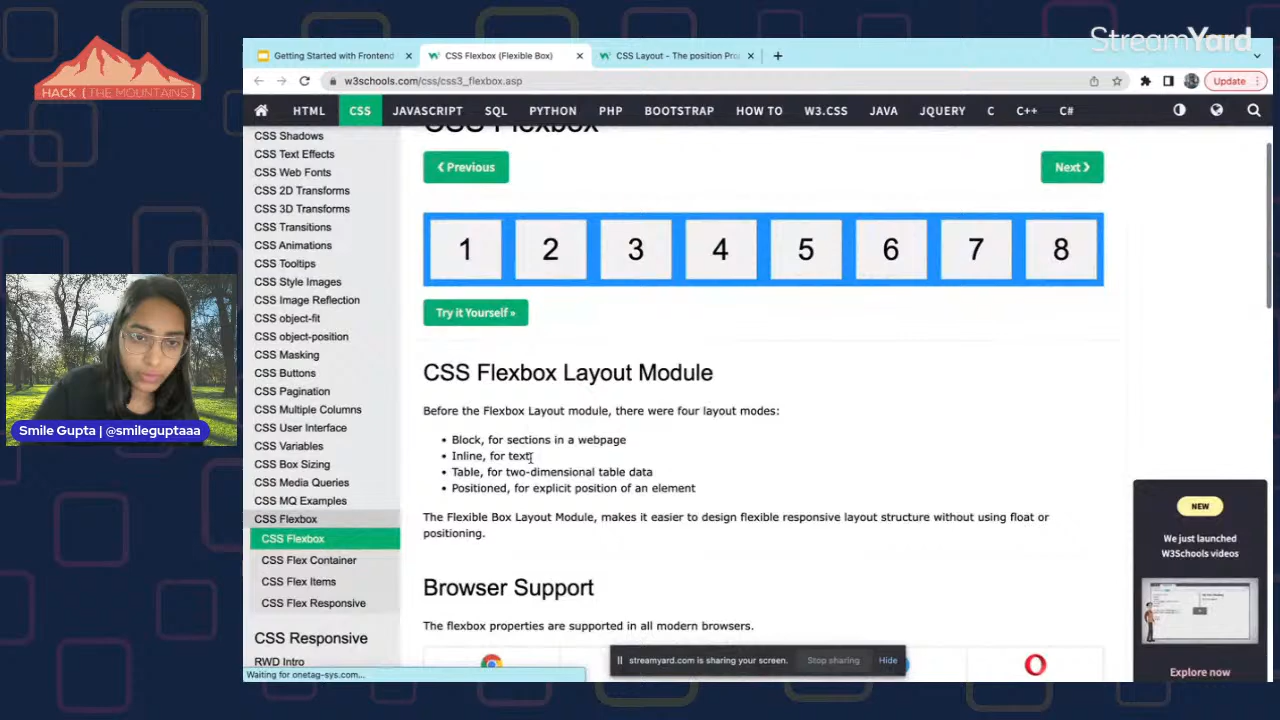 StreamYard
HACK {THE MOUNTAINS}
Getting Started with Frontend
CSS Flexbox (Flexible Box)
CSS Layout - The position Pro
w3schools.com/css/css3_flexbox.asp
Update
HTML
CSS
JAVASCRIPT
SQL
PYTHON
PHP
BOOTSTRAP
HOW TO
W3.CSS
JAVA
JQUERY
C
C++
C#
CSS Shadows
CSS Text Effects
CSS Web Fonts
CSS 2D Transforms
CSS 3D Transforms
CSS Transitions
CSS Animations
CSS Tooltips
CSS Style Images
CSS Image Reflection
CSS object-fit
CSS object-position
CSS Masking
CSS Buttons
CSS Pagination
CSS Multiple Columns
CSS User Interface
CSS Variables
CSS Box Sizing
CSS Media Queries
CSS MQ Examples
CSS Flexbox
CSS Flexbox
CSS Flex Container
CSS Flex Items
CSS Flex Responsive
CSS Responsive
RWD Intro
Waiting for onetag-sys.com...
CSS Flexbox
❮ Previous
Next ❯
1 2 3 4 5 6 7 8
Try it Yourself »
CSS Flexbox Layout Module
Before the Flexbox Layout module, there were four layout modes:
• Block, for sections in a webpage
• Inline, for text
• Table, for two-dimensional table data
• Positioned, for explicit position of an element
The Flexible Box Layout Module, makes it easier to design flexible responsive layout structure without using float or
positioning.
Browser Support
The flexbox properties are supported in all modern browsers.
streamyard.com is sharing your screen.
Stop sharing
Hide
NEW
We just launched
W3Schools videos
Explore now
Smile Gupta | @smileguptaaa